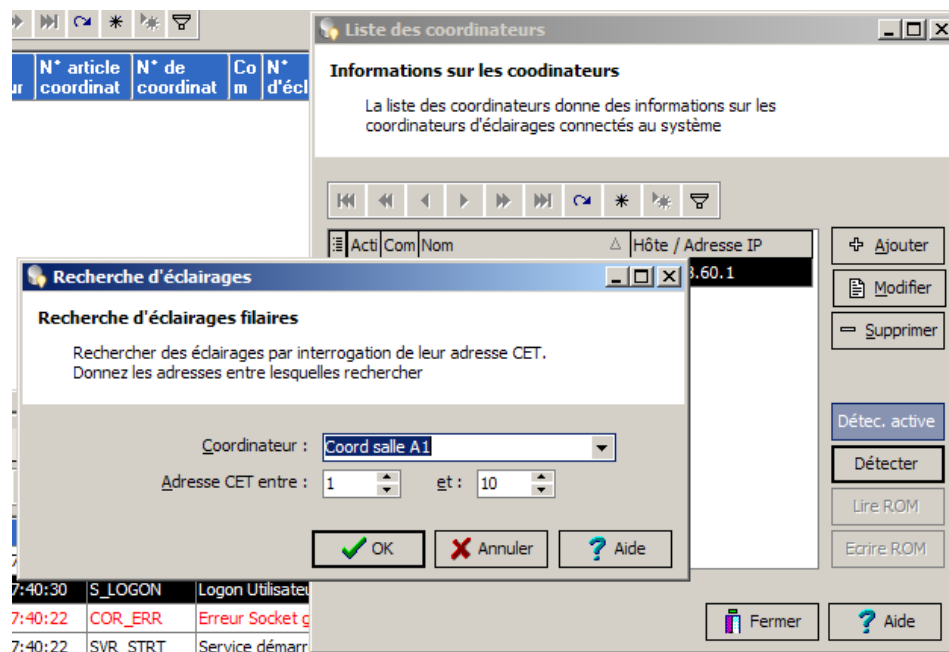 Liste des coordinateurs
N° article N° de Co N°
ur coordinat coordinat m d'écl
Informations sur les coodinateurs
La liste des coordinateurs donne des informations sur les
coordinateurs d'éclairages connectés au système
Acti Com Nom Hôte / Adresse IP
.60.1
Ajouter
Modifier
Supprimer
Détec. active
Détecter
Lire ROM
Ecrire ROM
Recherche d'éclairages
Recherche d'éclairages filaires
Rechercher des éclairages par interrogation de leur adresse CET.
Donnez les adresses entre lesquelles rechercher
Coordinateur : Coord salle A1
Adresse CET entre : 1 et : 10
OK Annuler ? Aide
7:40:30 S_LOGON Logon Utilisateu
7:40:22 COR_ERR Erreur Socket g
7:40:22 SVR_STRT Service démarr
Fermer ? Aide